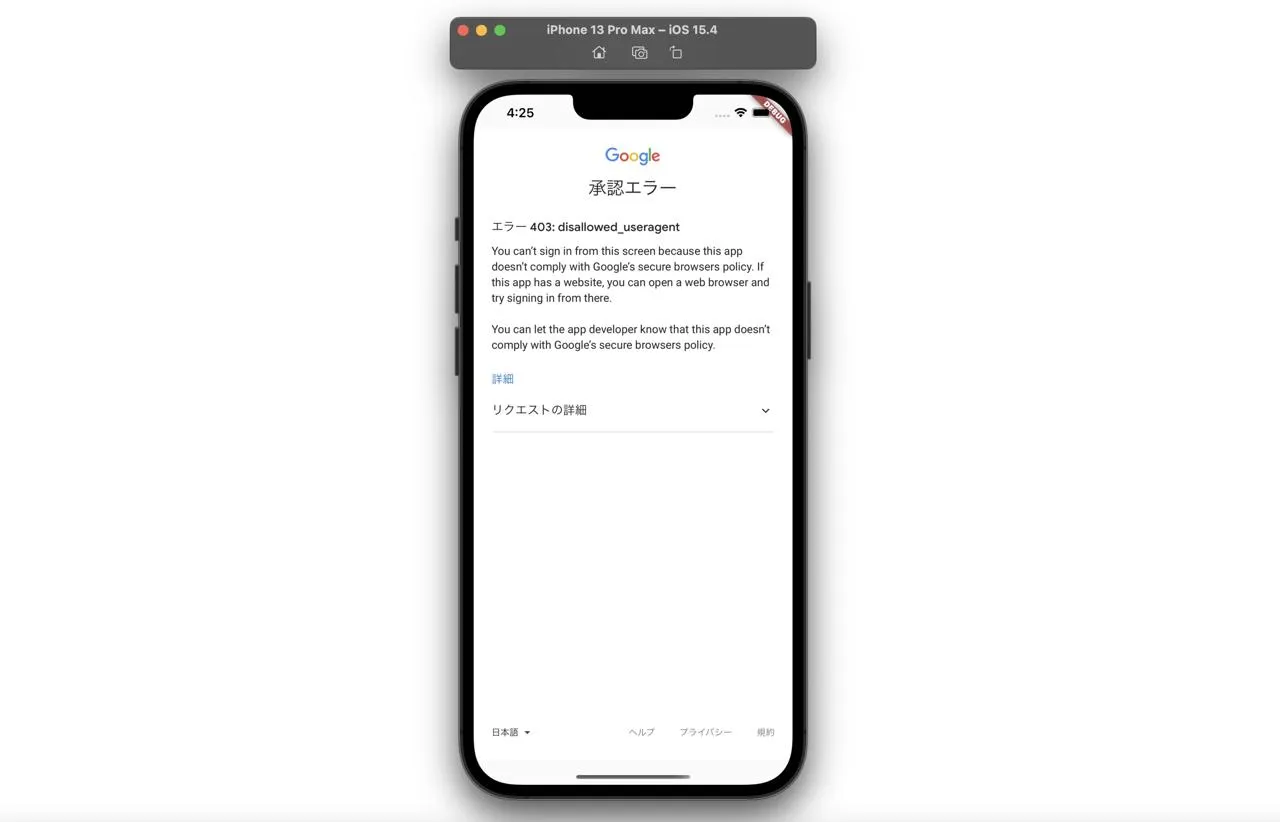 iPhone 13 Pro Max – iOS 15.4
4:25
DEBUG
Google
承認エラー
エラー 403: disallowed_useragent
You can't sign in from this screen because this app
doesn't comply with Google's secure browsers policy. If
this app has a website, you can open a web browser and
try signing in from there.
You can let the app developer know that this app doesn't
comply with Google's secure browsers policy.
詳細
リクエストの詳細
日本語 ヘルプ プライバシー 規約